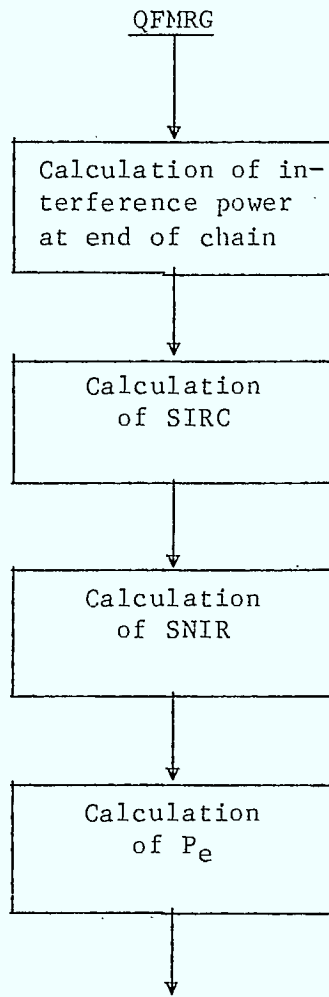 QFMRG
Calculation of in-
terference power
at end of chain
Calculation
of SIRC
Calculation
of SNIR
Calculation
of Pe